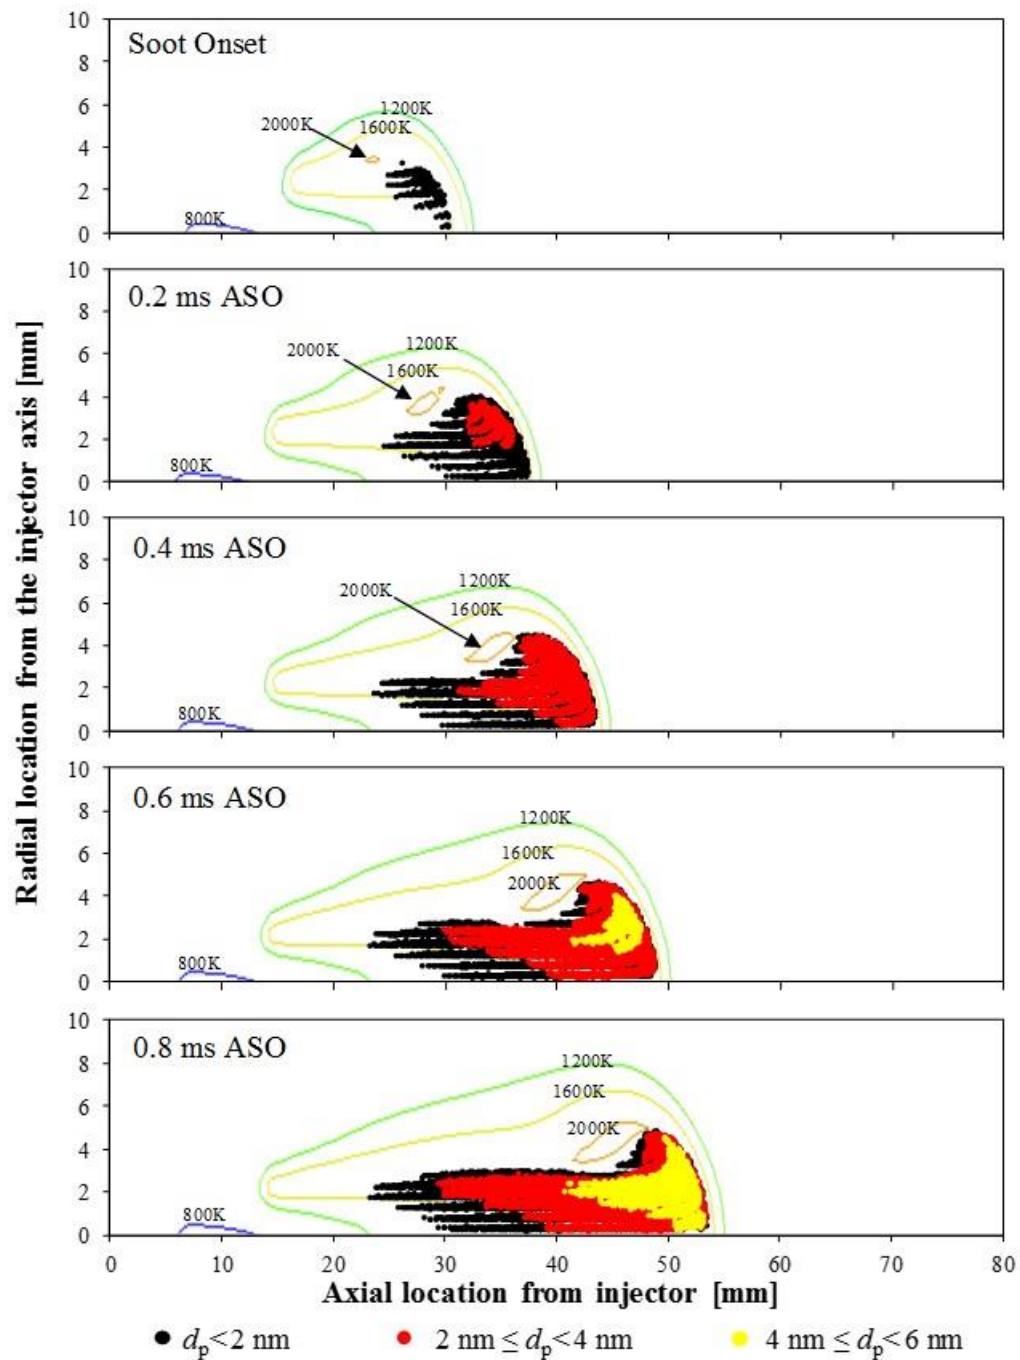 Radial location from the injector axis [mm]
10
8
6
4
2
0
Soot Onset
1200K
2000K
1600K
800K
10
8
6
4
2
0
0.2 ms ASO
1200K
2000K
1600K
800K
10
8
6
4
2
0
0.4 ms ASO
1200K
2000K
1600K
800K
10
8
6
4
2
0
0.6 ms ASO
1200K
1600K
2000K
800K
10
8
6
4
2
0
0.8 ms ASO
1200K
1600K
2000K
800K
0 10 20 30 40 50 60 70 80
Axial location from injector [mm]
dp<2 nm 2 nm ≤ dp<4 nm 4 nm ≤ dp<6 nm